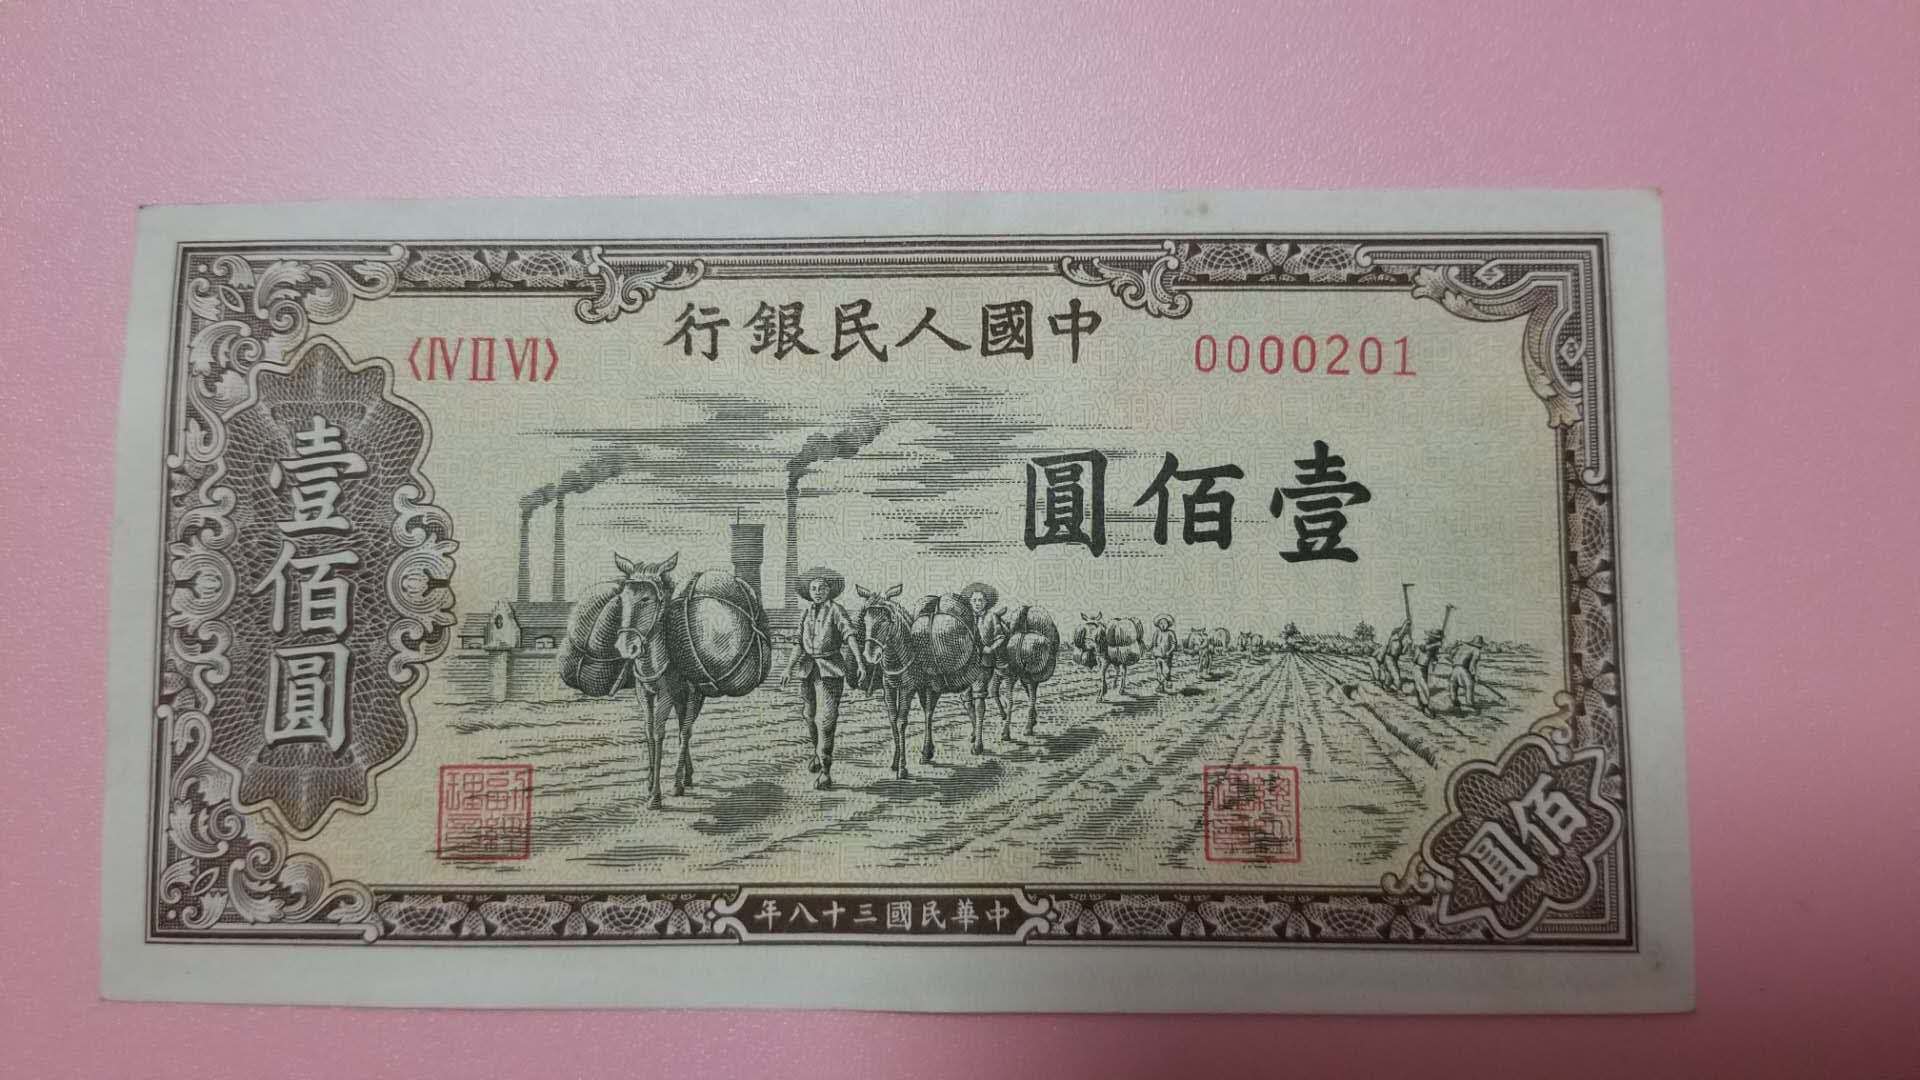 中國人民銀行
〈ⅣⅡⅥ〉
0000201
壹佰圓
壹佰圓
佰圓
中華民國三十八年